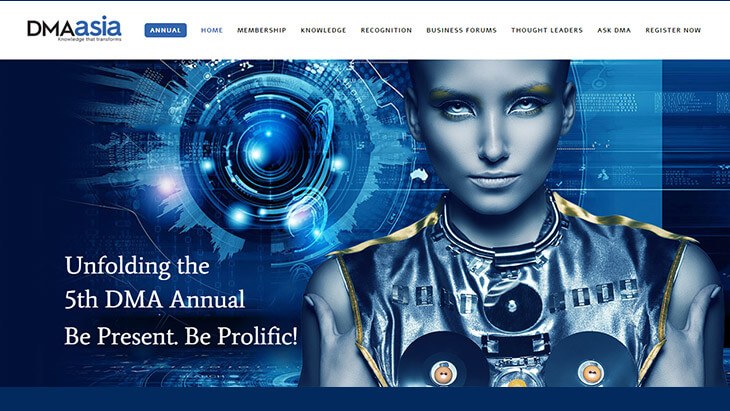 DMAasia
Knowledge that transforms
ANNUAL HOME MEMBERSHIP KNOWLEDGE RECOGNITION BUSINESS FORUMS THOUGHT LEADERS ASK DMA REGISTER NOW
Unfolding the
5th DMA Annual
Be Present. Be Prolific!